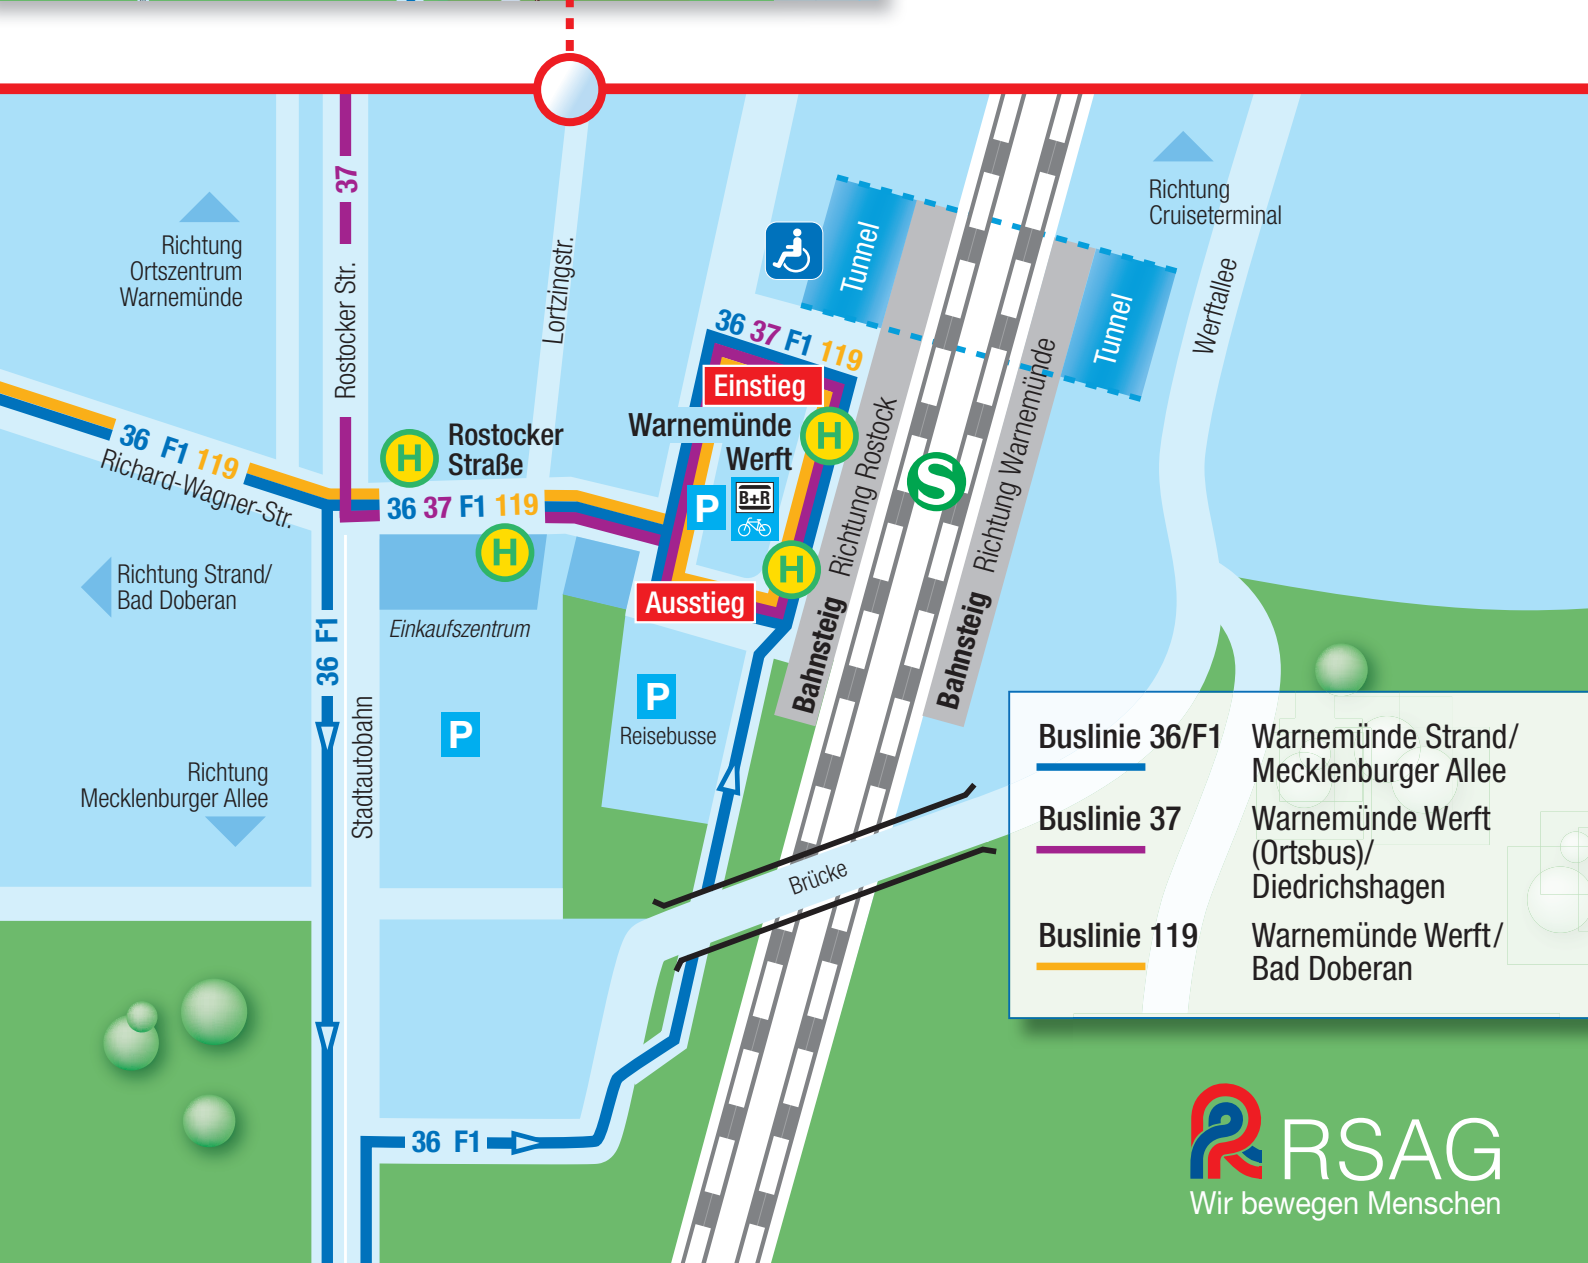 37
Richtung
Ortszentrum
Warnemünde
Rostocker Str.
Lortzingstr.
Tunnel
Richtung
Cruiseterminal
Werftallee
Tunnel
36 37 F1 119
Einstieg
Warnemünde
Werft
H
P
B+R
36 F1 119
Richard-Wagner-Str.
H
Rostocker
Straße
36 37 F1 119
H
H
Ausstieg
Bahnsteig Richtung Rostock
S
Bahnsteig Richtung Warnemünde
Richtung Strand/
Bad Doberan
Einkaufszentrum
36 F1
Stadtautobahn
P
P
Reisebusse
Richtung
Mecklenburger Allee
Brücke
36 F1
Buslinie 36/F1 Warnemünde Strand/
Mecklenburger Allee
Buslinie 37 Warnemünde Werft
(Ortsbus)/
Diedrichshagen
Buslinie 119 Warnemünde Werft/
Bad Doberan
RSAG
Wir bewegen Menschen